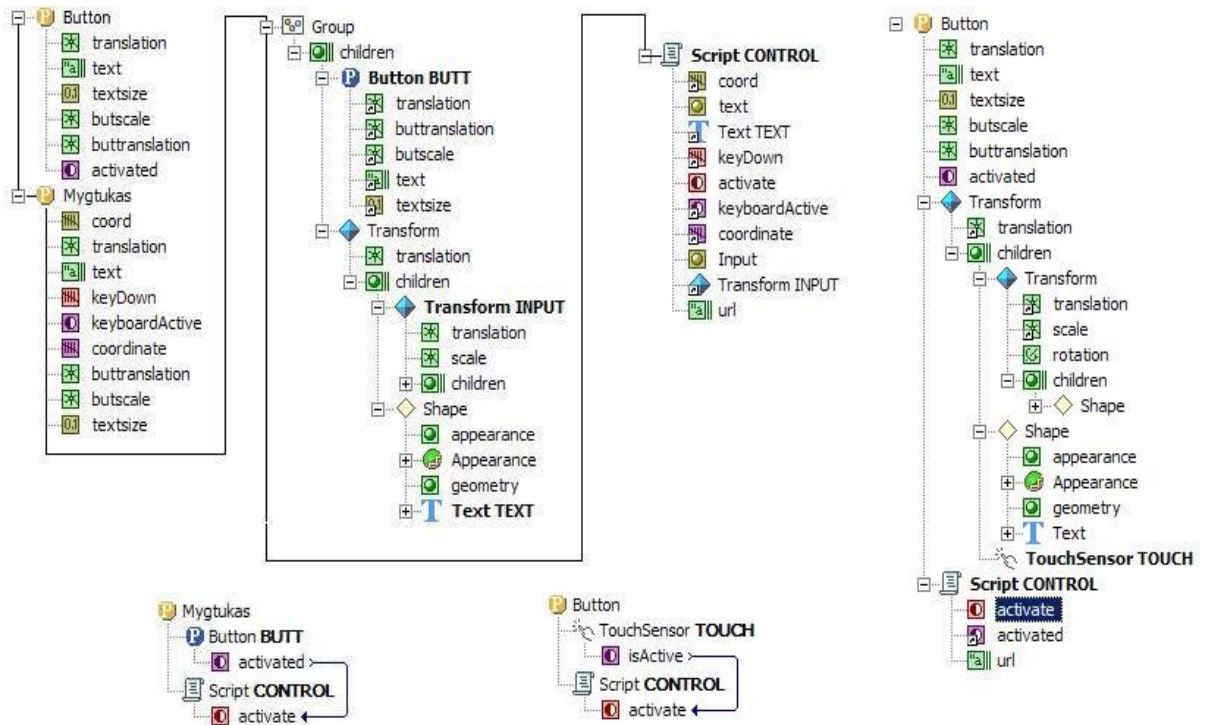 Button
translation
text
textsize
butscale
buttranslation
activated
Mygtukas
coord
translation
text
keyDown
keyboardActive
coordinate
buttranslation
butscale
textsize
Group
children
Button BUTT
translation
buttranslation
butscale
text
textsize
Transform
translation
children
Transform INPUT
translation
scale
children
Shape
appearance
Appearance
geometry
Text TEXT
Script CONTROL
coord
text
Text TEXT
keyDown
activate
keyboardActive
coordinate
Input
Transform INPUT
url
Button
translation
text
textsize
butscale
buttranslation
activated
Transform
translation
children
Transform
translation
scale
rotation
children
Shape
Shape
appearance
Appearance
geometry
Text
TouchSensor TOUCH
Script CONTROL
activate
activated
url
Mygtukas
Button BUTT
activated
Script CONTROL
activate
Button
TouchSensor TOUCH
isActive
Script CONTROL
activate